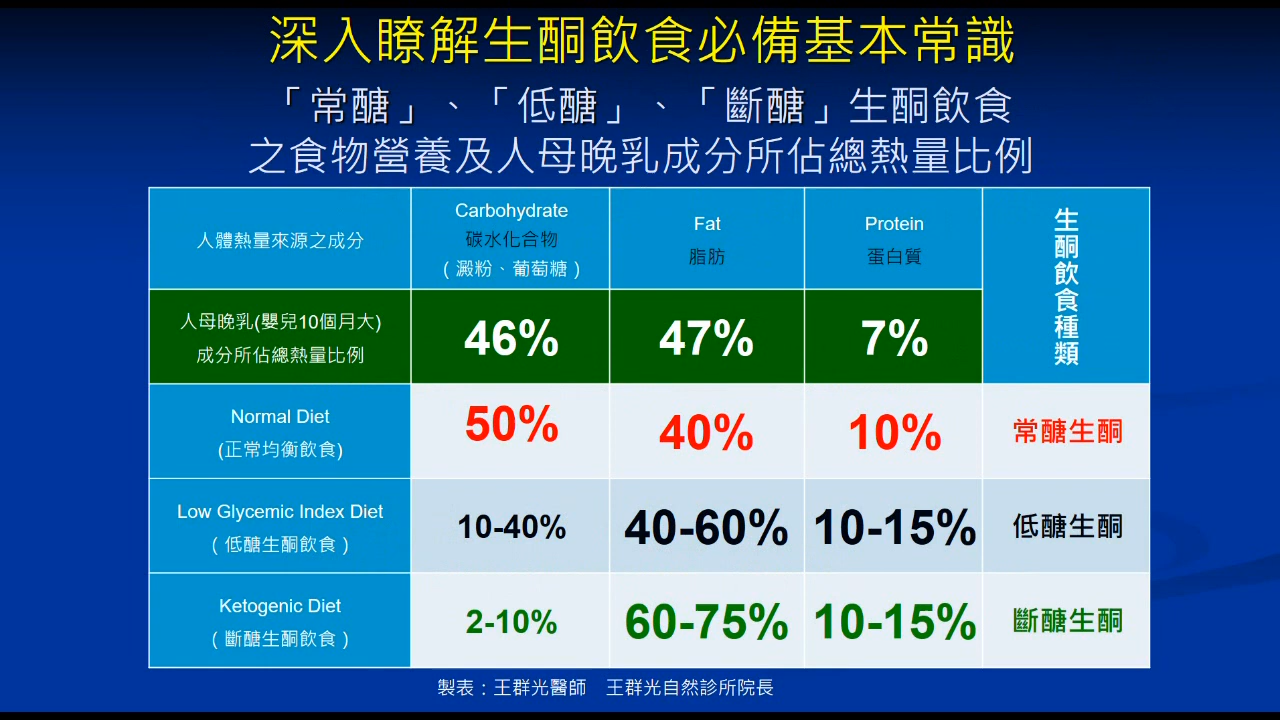 深入瞭解生酮飲食必備基本常識
「常醣」、「低醣」、「斷醣」生酮飲食
之食物營養及人母晚乳成分所佔總熱量比例
人體熱量來源之成分
Carbohydrate
碳水化合物
(澱粉、葡萄糖)
Fat
脂肪
Protein
蛋白質
生酮飲食種類
人母晚乳(嬰兒10個月大)
成分所佔總熱量比例
46%
47%
7%
Normal Diet
(正常均衡飲食)
50%
40%
10%
常醣生酮
Low Glycemic Index Diet
(低醣生酮飲食)
10-40%
40-60%
10-15%
低醣生酮
Ketogenic Diet
(斷醣生酮飲食)
2-10%
60-75%
10-15%
斷醣生酮
製表：王群光醫師　王群光自然診所院長